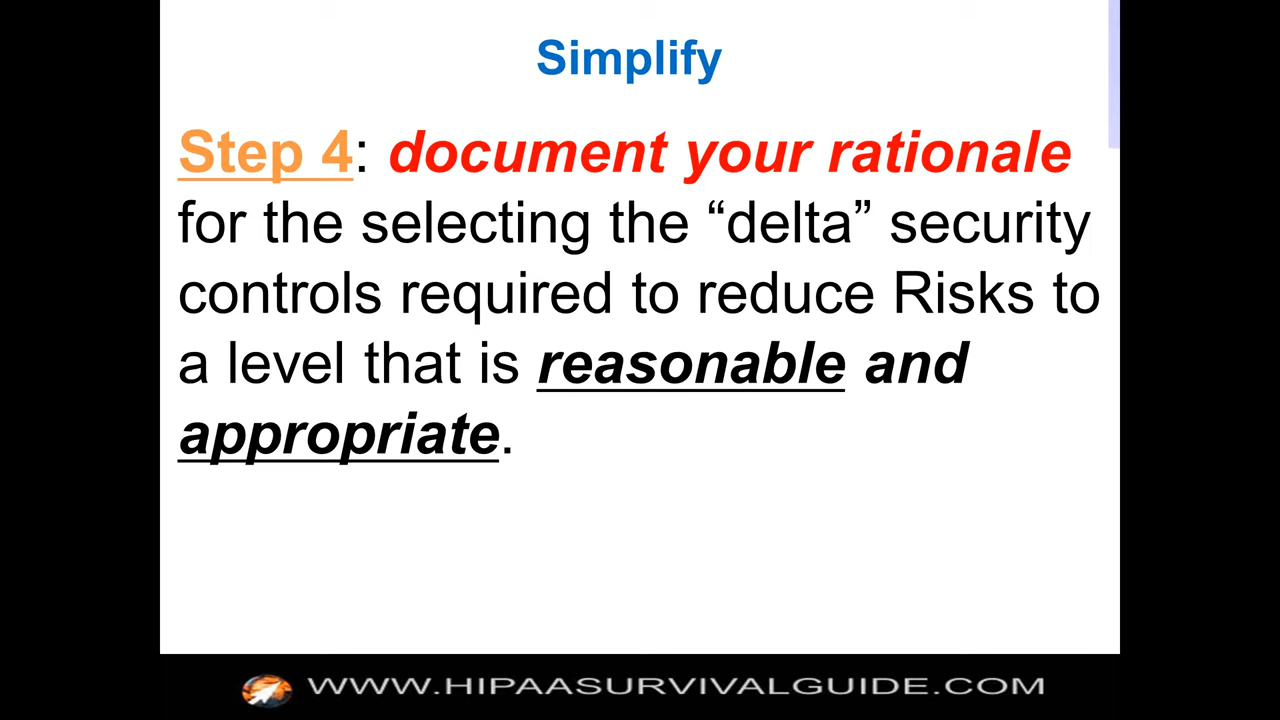 Simplify
Step 4: document your rationale
for the selecting the “delta” security
controls required to reduce Risks to
a level that is reasonable and
appropriate.
WWW.HIPAASURVIVALGUIDE.COM